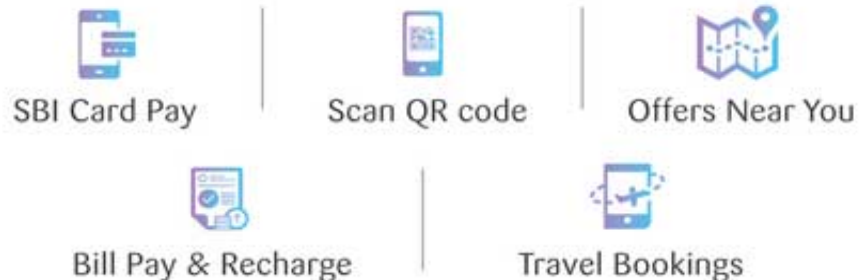 SBI Card Pay
Scan QR code
Offers Near You
Bill Pay & Recharge
Travel Bookings